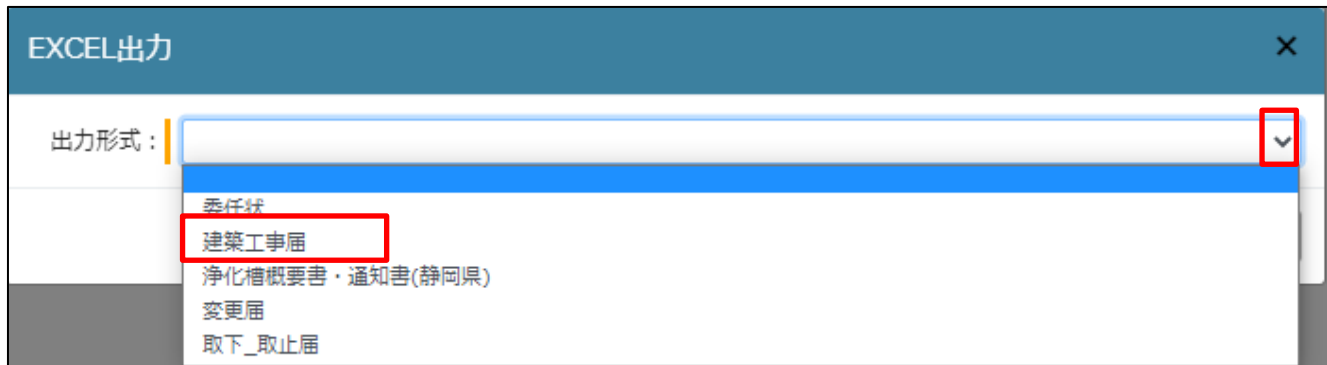 EXCEL出力
出力形式：
委任状
建築工事届
浄化槽概要書・通知書(静岡県)
変更届
取下_取止届